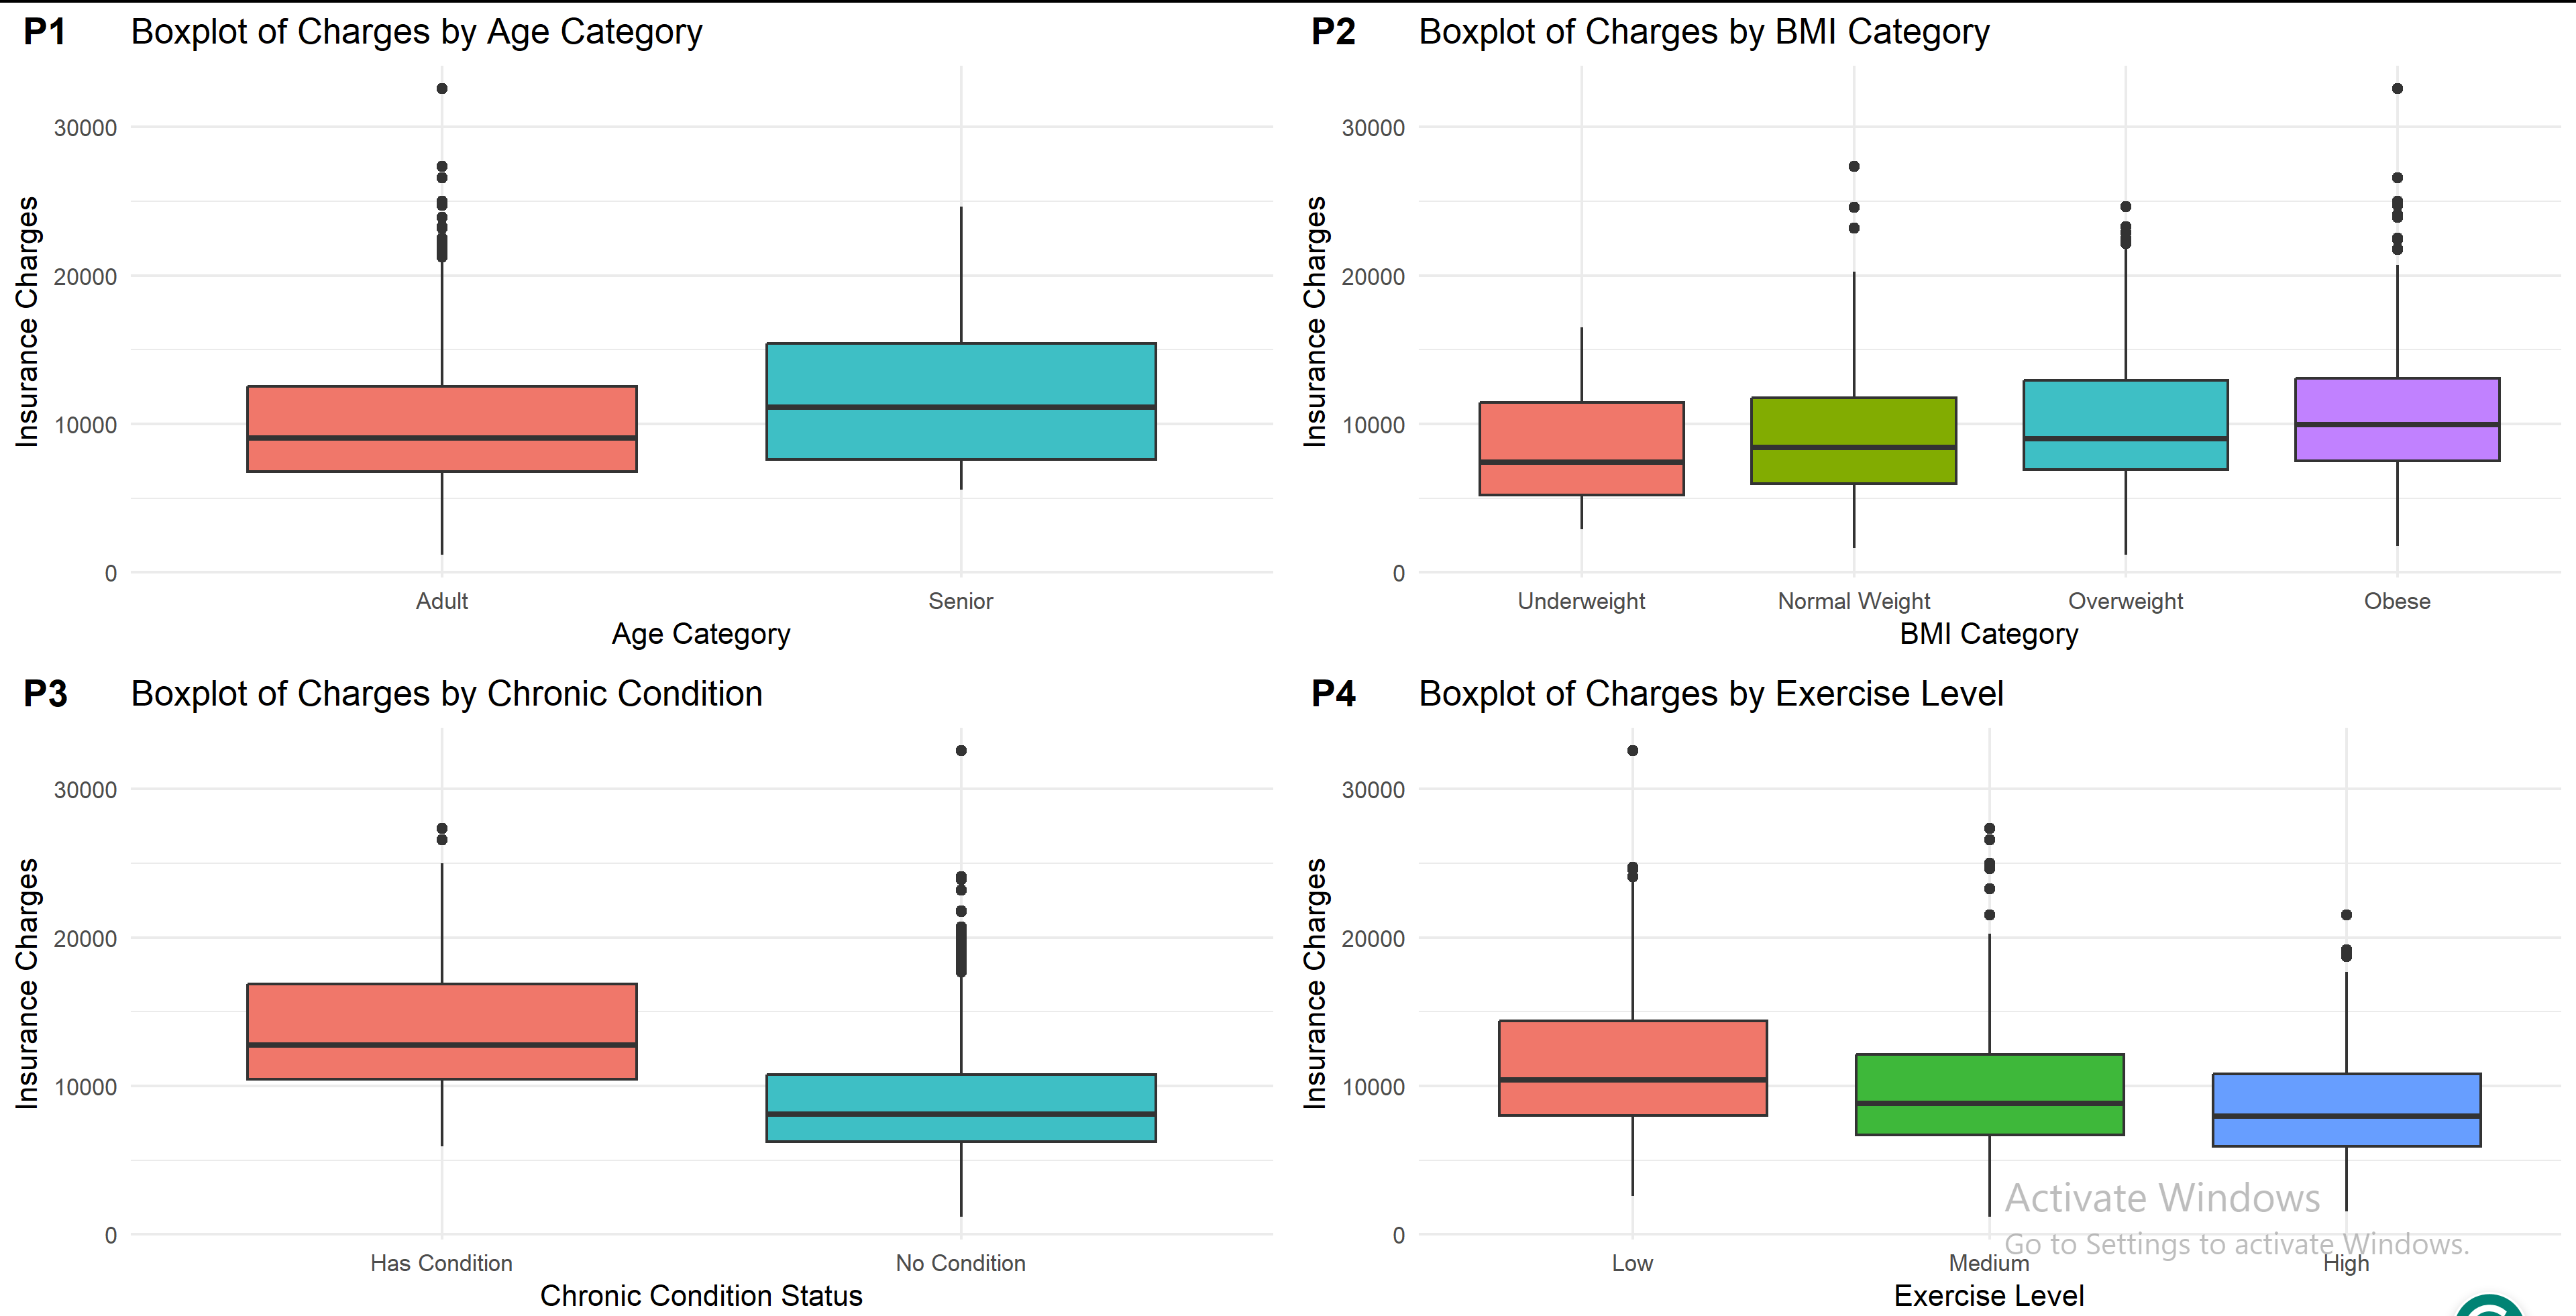 P1 Boxplot of Charges by Age Category
Insurance Charges
30000
20000
10000
0
Adult Senior
Age Category
P2 Boxplot of Charges by BMI Category
Insurance Charges
30000
20000
10000
0
Underweight Normal Weight Overweight Obese
BMI Category
P3 Boxplot of Charges by Chronic Condition
Insurance Charges
30000
20000
10000
0
Has Condition No Condition
Chronic Condition Status
P4 Boxplot of Charges by Exercise Level
Insurance Charges
30000
20000
10000
0
Low Medium High
Exercise Level
Activate Windows
Go to Settings to activate Windows.